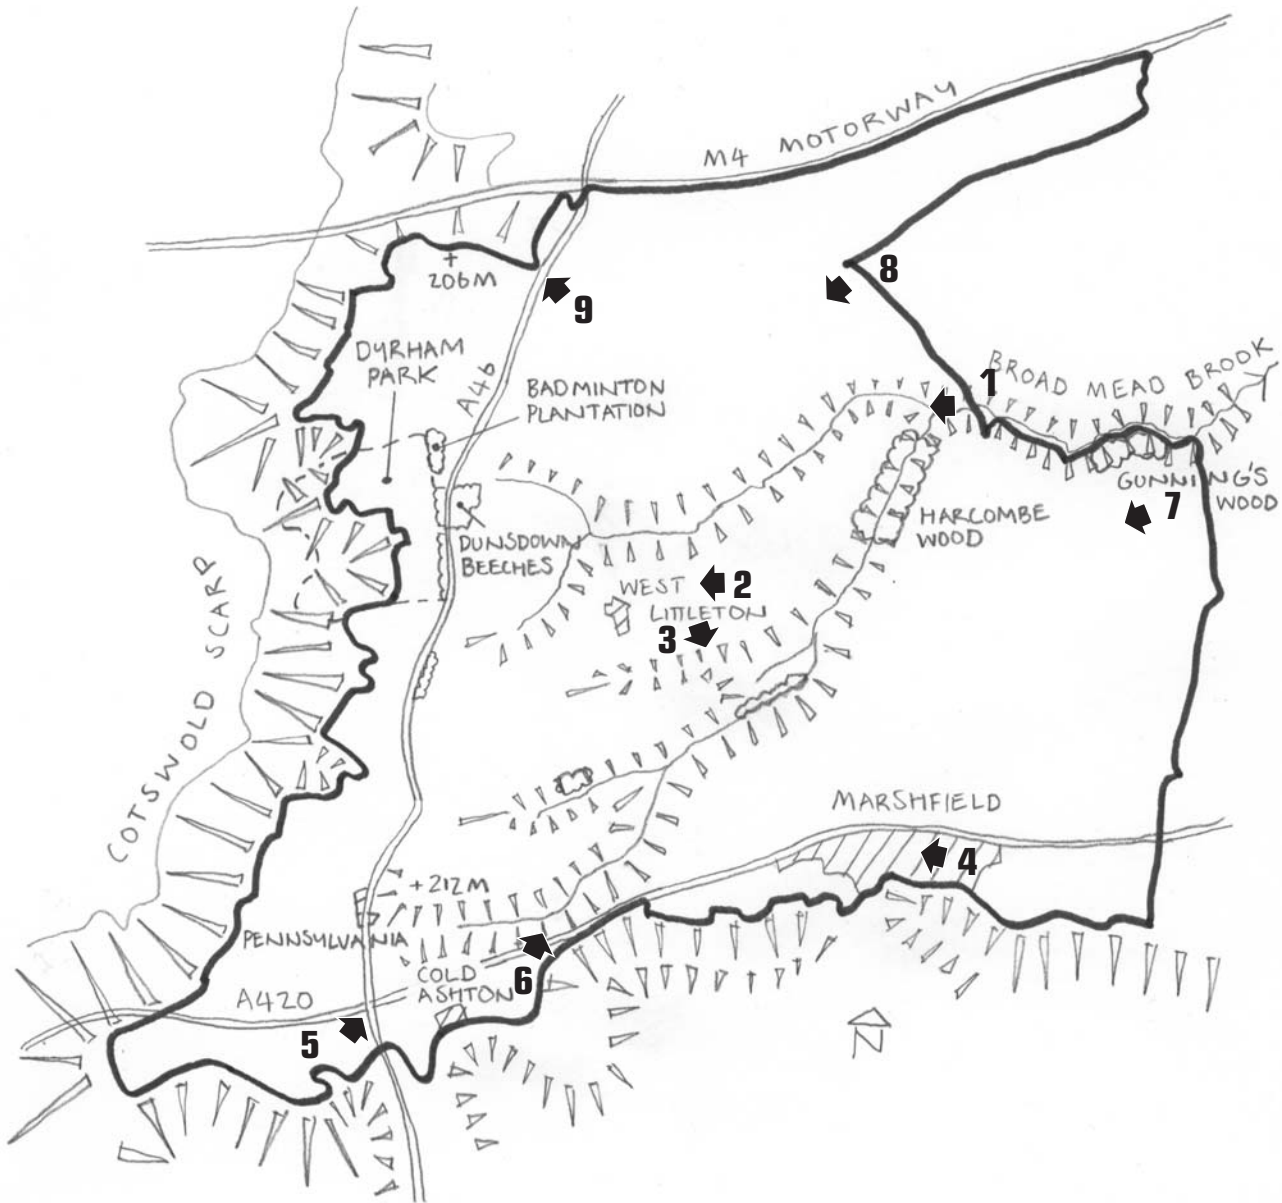 M4 MOTORWAY
+
206M
8
9
DYRHAM
PARK
A46
BADMINTON
PLANTATION
1
BROAD MEAD BROOK
GUNNING'S
WOOD
7
HARCOMBE
WOOD
DUNSDOWN
BEECHES
WEST
LITTLETON
2
3
COTSWOLD SCARP
MARSHFIELD
4
+212M
PENNSYLVANIA
COLD
ASHTON
6
A420
5
N